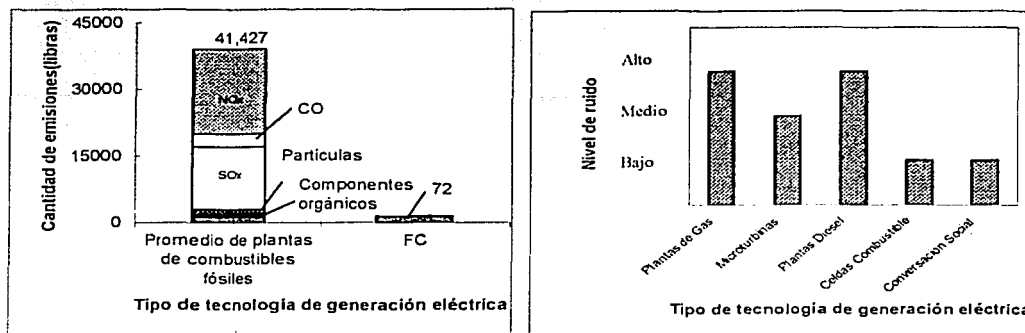 Cantidad de emisiones(libras)
45000
30000
15000
0
41,427
NOx
CO
SOx
Partículas
Componentes
orgánicos
72
Promedio de plantas
de combustibles
fósiles
FC
Tipo de tecnología de generación eléctrica
Nivel de ruido
Alto
Medio
Bajo
Plantas de Gas
Microturbinas
Plantas Diesel
Celdas Combustible
Conversación Social
Tipo de tecnología de generación eléctrica